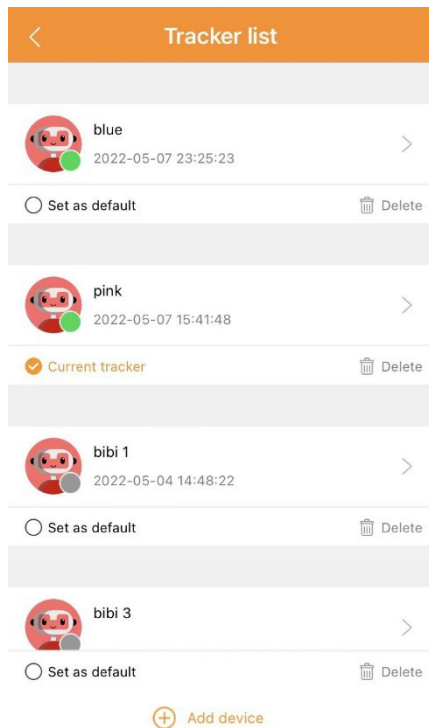 Tracker list
blue
2022-05-07 23:25:23
Set as default Delete
pink
2022-05-07 15:41:48
Current tracker Delete
bibi 1
2022-05-04 14:48:22
Set as default Delete
bibi 3
Set as default Delete
Add device